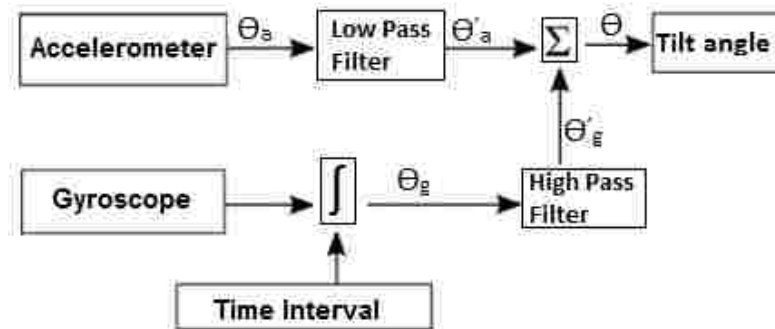 Accelerometer
Θa
Low Pass
Filter
Θ'a
Σ
Θ
Tilt angle
Θ'g
Gyroscope
∫
Θg
High Pass
Filter
Time Interval